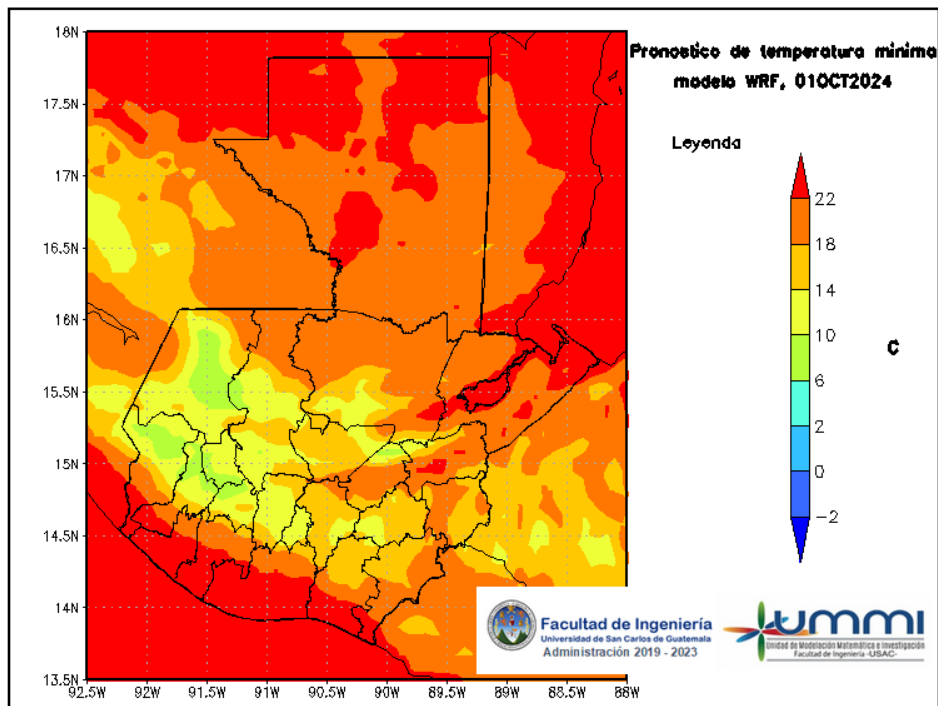 Pronostico de temperatura minima
modelo WRF, 01OCT2024
Leyenda
22
18
14
10
6
2
0
−2
C
18N
17.5N
17N
16.5N
16N
15.5N
15N
14.5N
14N
13.5N
92.5W 92W 91.5W 91W 90.5W 90W 89.5W 89W 88.5W 88W
Facultad de Ingeniería
Universidad de San Carlos de Guatemala
Administración 2019 - 2023
ummi
Unidad de Modelación Matemática e Investigación
Facultad de Ingeniería -USAC-